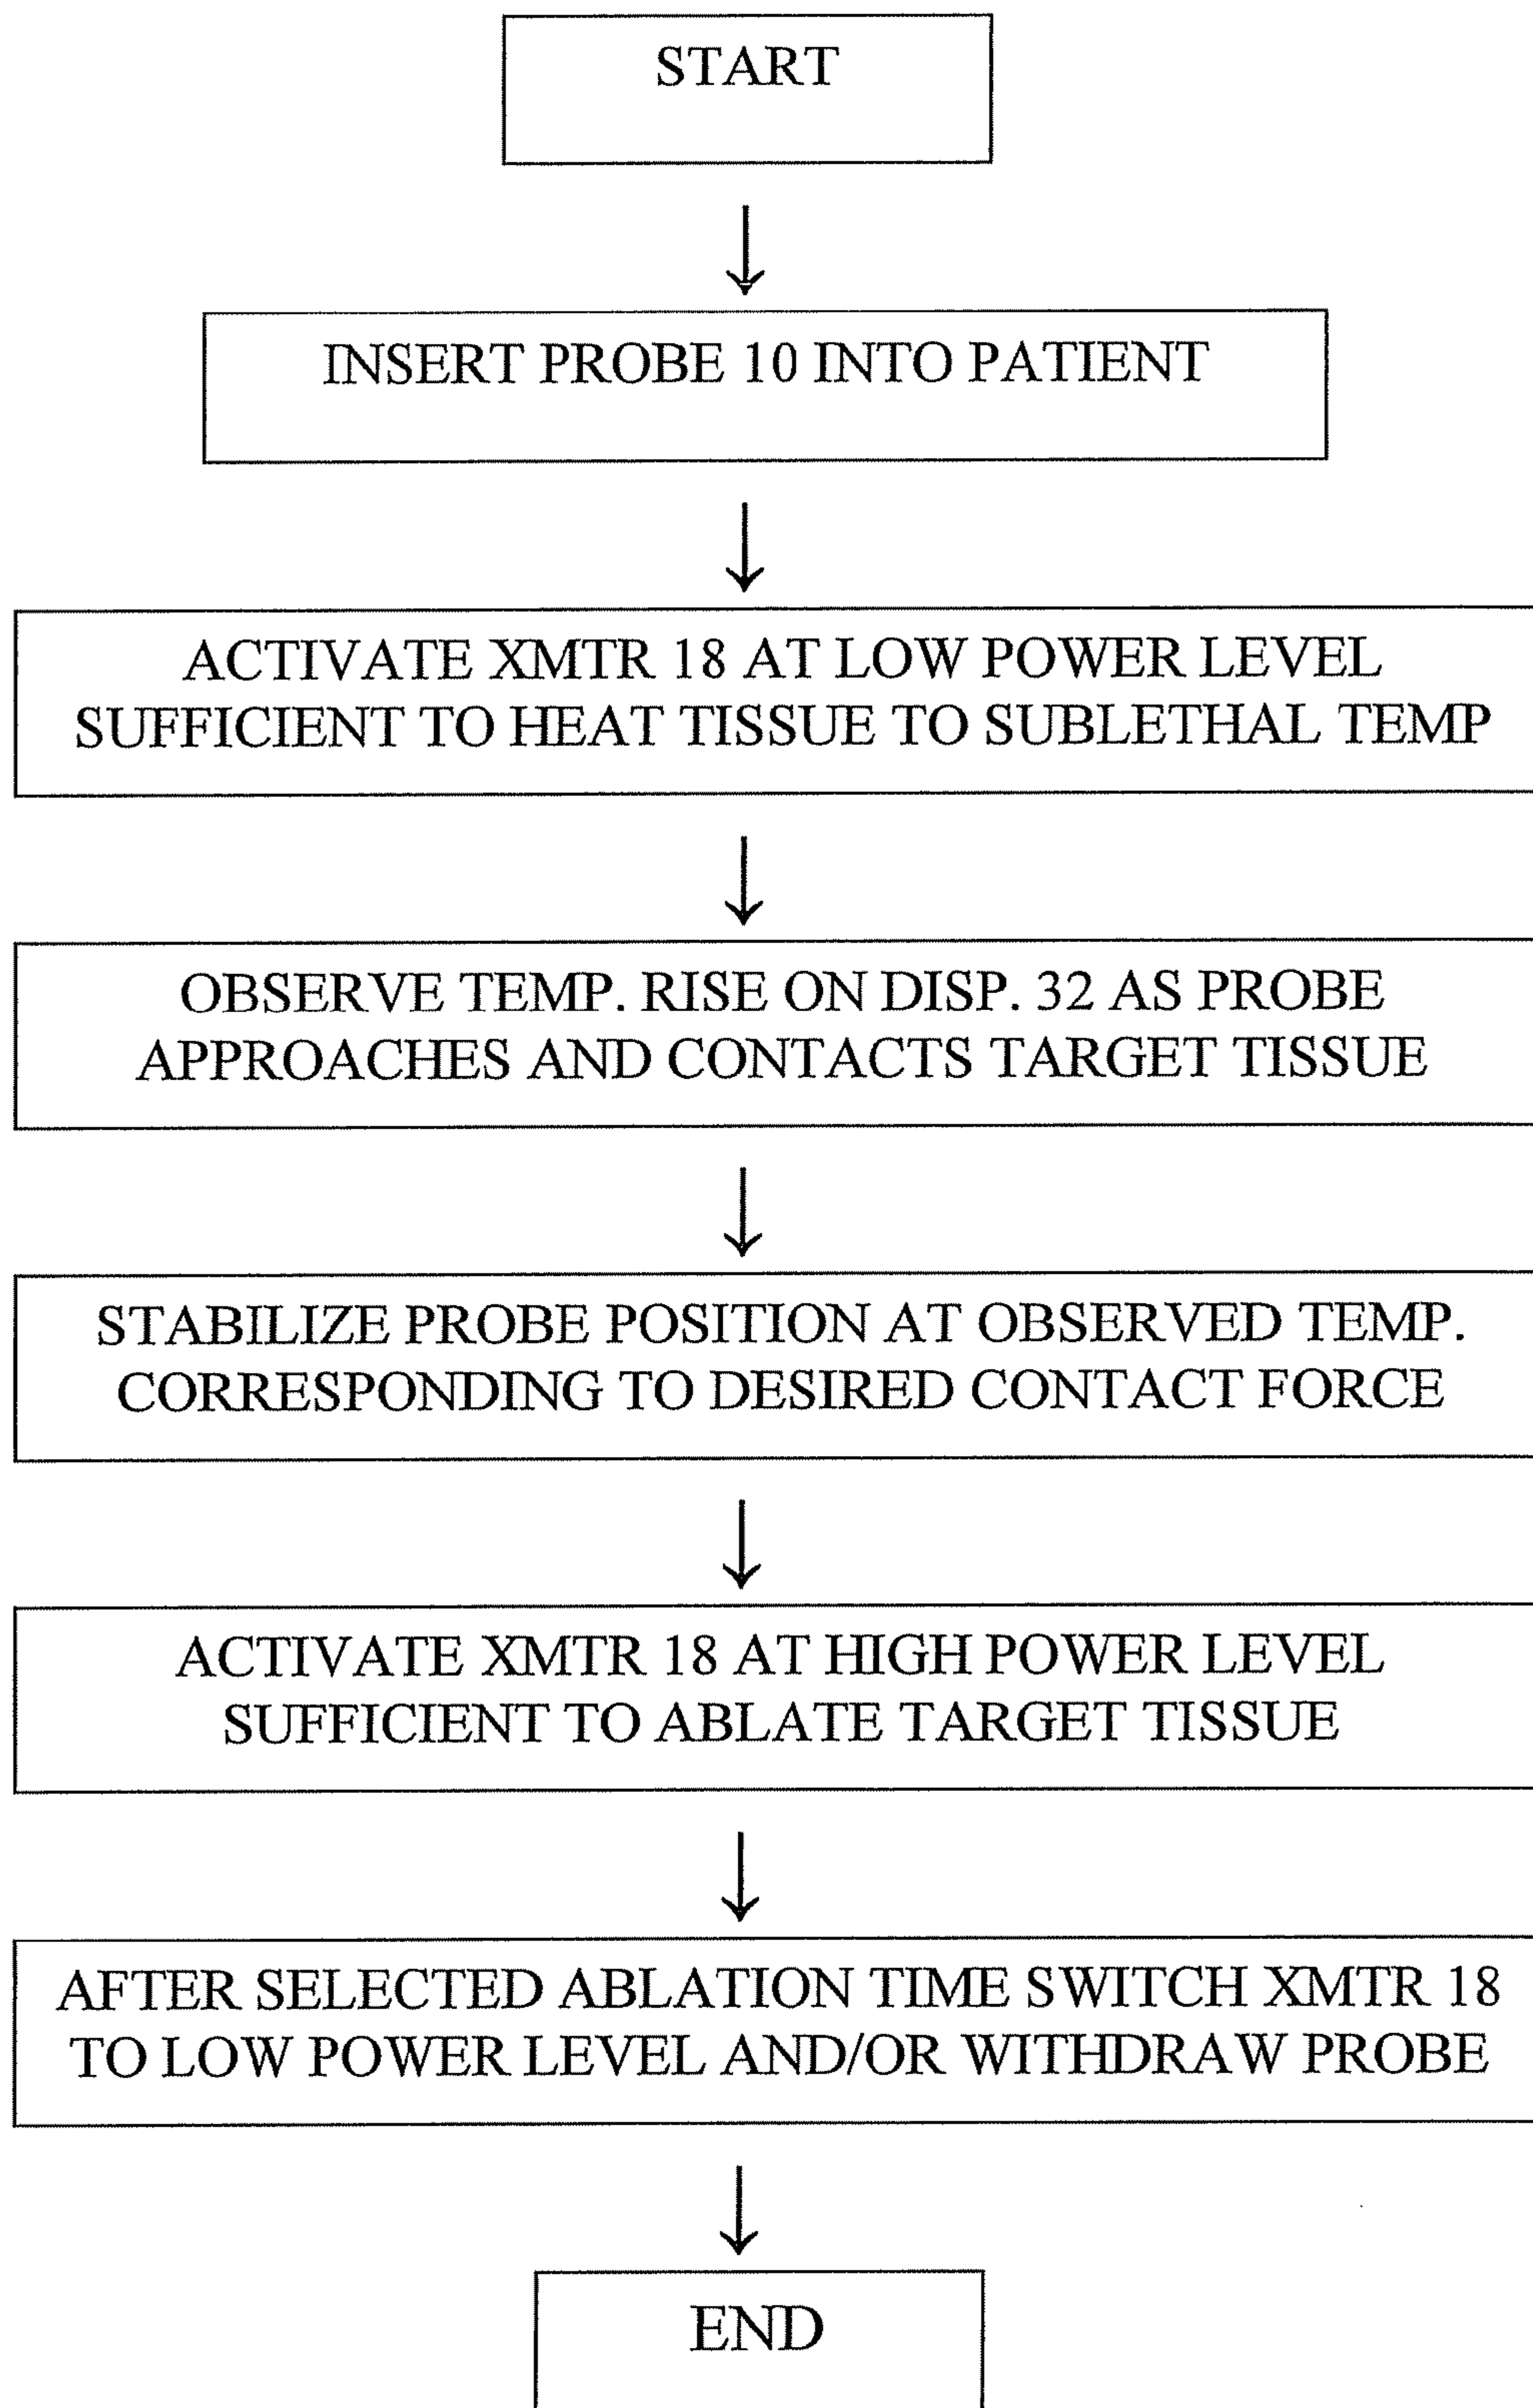 START
INSERT PROBE 10 INTO PATIENT
ACTIVATE XMTR 18 AT LOW POWER LEVEL
SUFFICIENT TO HEAT TISSUE TO SUBLETHAL TEMP
OBSERVE TEMP. RISE ON DISP. 32 AS PROBE
APPROACHES AND CONTACTS TARGET TISSUE
STABILIZE PROBE POSITION AT OBSERVED TEMP.
CORRESPONDING TO DESIRED CONTACT FORCE
ACTIVATE XMTR 18 AT HIGH POWER LEVEL
SUFFICIENT TO ABLATE TARGET TISSUE
AFTER SELECTED ABLATION TIME SWITCH XMTR 18
TO LOW POWER LEVEL AND/OR WITHDRAW PROBE
END